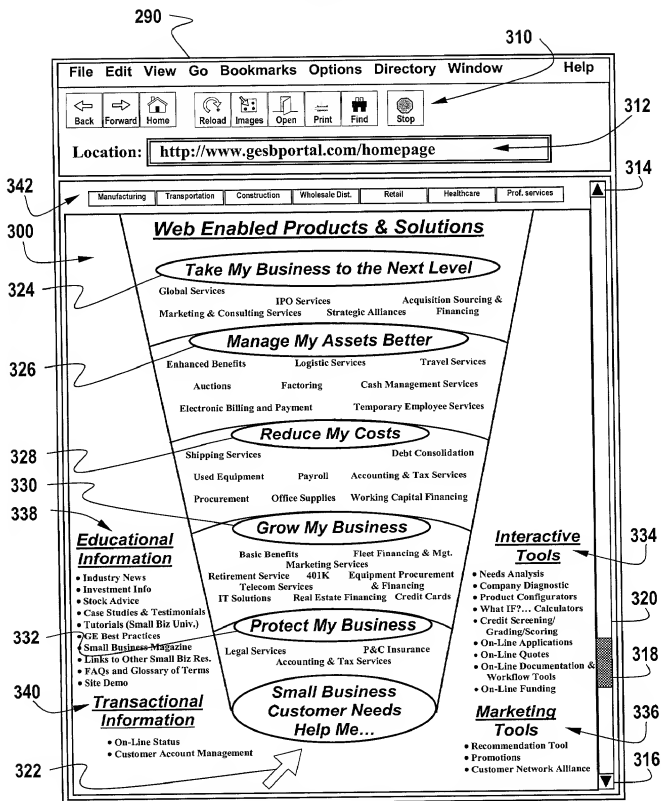 290
310
File Edit View Go Bookmarks Options Directory Window Help
Back Forward Home Reload Images Open Print Find Stop
312
Location: http://www.gesbportal.com/homepage
314
342
Manufacturing Transportation Construction Wholesale Dist. Retail Healthcare Prof. services
300
Web Enabled Products & Solutions
Take My Business to the Next Level
324
Global Services
IPO Services
Acquisition Sourcing &
Financing
Marketing & Consulting Services Strategic Alliances
Manage My Assets Better
326
Enhanced Benefits Logistic Services Travel Services
Auctions Factoring Cash Management Services
Electronic Billing and Payment Temporary Employee Services
Reduce My Costs
328
Shipping Services Debt Consolidation
Used Equipment Payroll Accounting & Tax Services
330
Procurement Office Supplies Working Capital Financing
338
Grow My Business
Basic Benefits Fleet Financing & Mgt.
Marketing Services
Retirement Service 401K Equipment Procurement
& Financing
Telecom Services
IT Solutions Real Estate Financing Credit Cards
Protect My Business
332
Legal Services P&C Insurance
Accounting & Tax Services
Small Business
Customer Needs
Help Me...
322
Educational
Information
• Industry News
• Investment Info
• Stock Advice
• Case Studies & Testimonials
• Tutorials (Small Biz Univ.)
• GE Best Practices
• Small Business Magazine
• Links to Other Small Biz Res.
• FAQs and Glossary of Terms
• Site Demo
340
Transactional
Information
• On-Line Status
• Customer Account Management
Interactive
Tools
334
• Needs Analysis
• Company Diagnostic
• Product Configurators
• What IF?... Calculators
• Credit Screening/
Grading/Scoring
• On-Line Applications
• On-Line Quotes
• On-Line Documentation &
Workflow Tools
• On-Line Funding
320
318
Marketing
Tools
336
• Recommendation Tool
• Promotions
• Customer Network Alliance
316